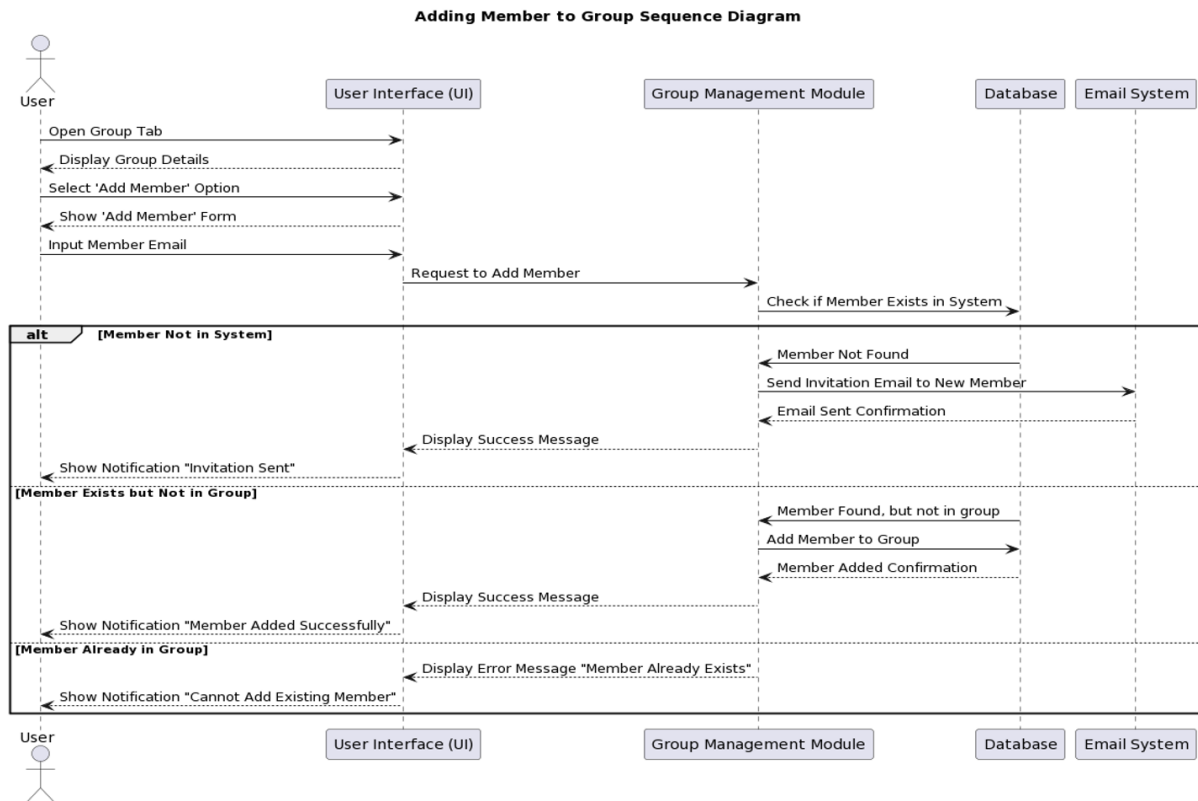 Adding Member to Group Sequence Diagram
User
User Interface (UI)
Group Management Module
Database
Email System
Open Group Tab
Display Group Details
Select 'Add Member' Option
Show 'Add Member' Form
Input Member Email
Request to Add Member
Check if Member Exists in System
alt
[Member Not in System]
Member Not Found
Send Invitation Email to New Member
Email Sent Confirmation
Display Success Message
Show Notification "Invitation Sent"
[Member Exists but Not in Group]
Member Found, but not in group
Add Member to Group
Member Added Confirmation
Display Success Message
Show Notification "Member Added Successfully"
[Member Already in Group]
Display Error Message "Member Already Exists"
Show Notification "Cannot Add Existing Member"
User
User Interface (UI)
Group Management Module
Database
Email System